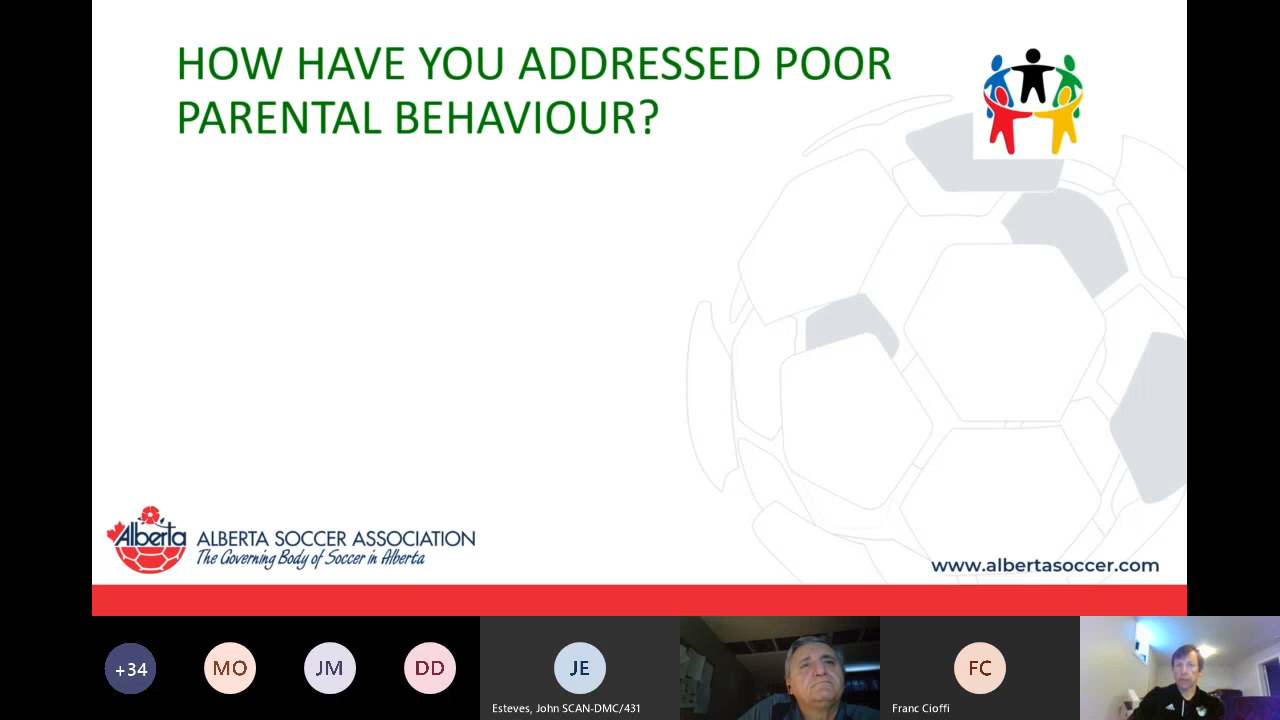 HOW HAVE YOU ADDRESSED POOR
PARENTAL BEHAVIOUR?
Alberta
ALBERTA SOCCER ASSOCIATION
The Governing Body of Soccer in Alberta
www.albertasoccer.com
+34
MO
JM
DD
JE
FC
Esteves, John SCAN-DMC/431
Franc Cioffi